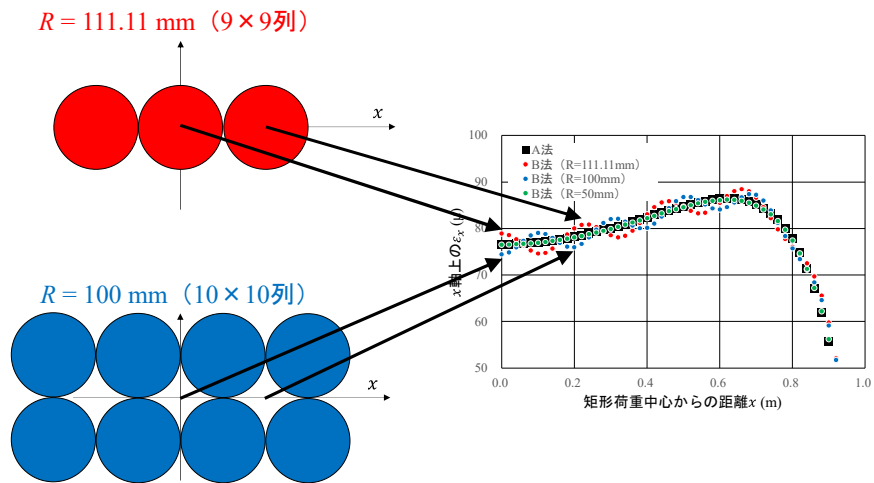 R = 111.11 mm（9×9列）
x
R = 100 mm（10×10列）
x
x軸上のεx (μ)
100
90
80
70
60
50
A法
B法（R=111.11mm）
B法（R=100mm）
B法（R=50mm）
0.0
0.2
0.4
0.6
0.8
1.0
矩形荷重中心からの距離x (m)